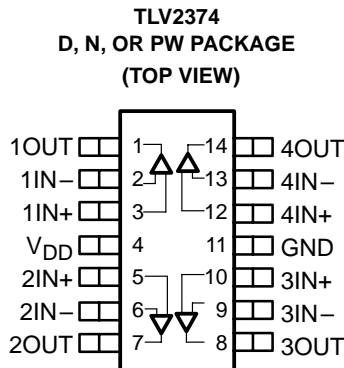 TLV2374
D, N, OR PW PACKAGE
(TOP VIEW)
1OUT 1 14 4OUT
1IN− 2 13 4IN−
1IN+ 3 12 4IN+
VDD 4 11 GND
2IN+ 5 10 3IN+
2IN− 6 9 3IN−
2OUT 7 8 3OUT